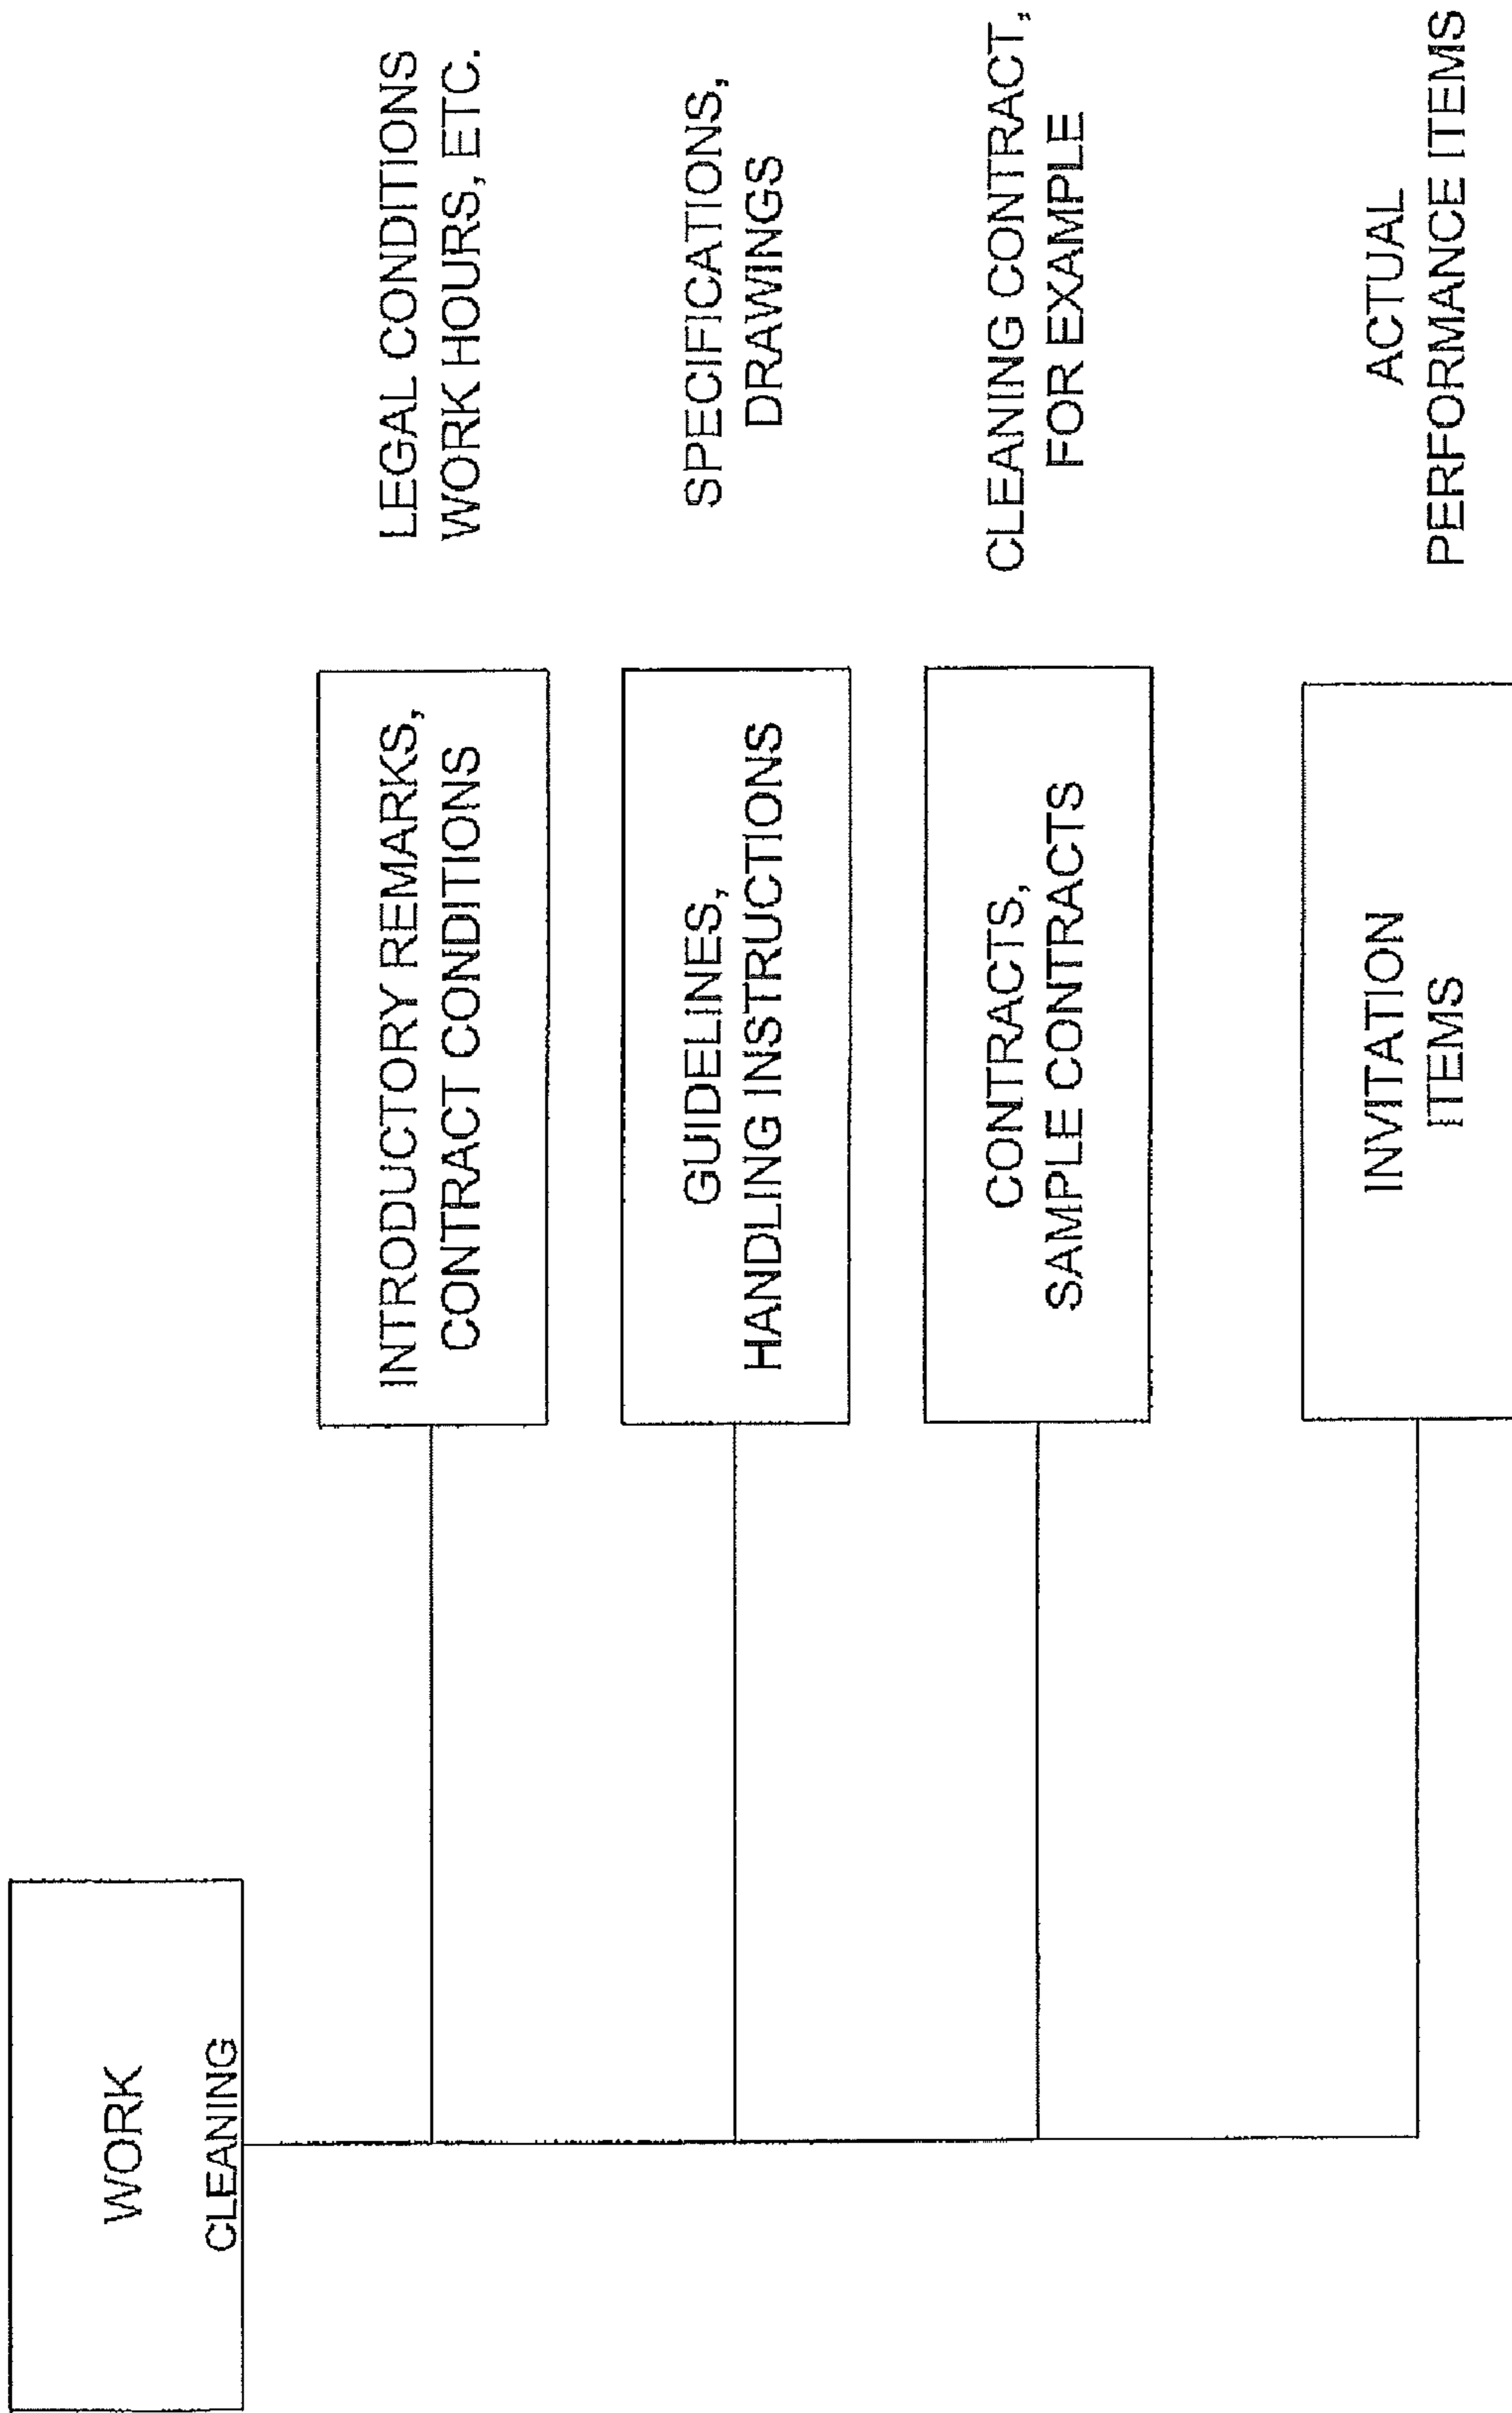 WORK
CLEANING
INTRODUCTORY REMARKS,
CONTRACT CONDITIONS
LEGAL CONDITIONS
WORK HOURS, ETC.
GUIDELINES,
HANDLING INSTRUCTIONS
SPECIFICATIONS,
DRAWINGS
CONTRACTS,
SAMPLE CONTRACTS
CLEANING CONTRACT,
FOR EXAMPLE
INVITATION
ITEMS
ACTUAL
PERFORMANCE ITEMS